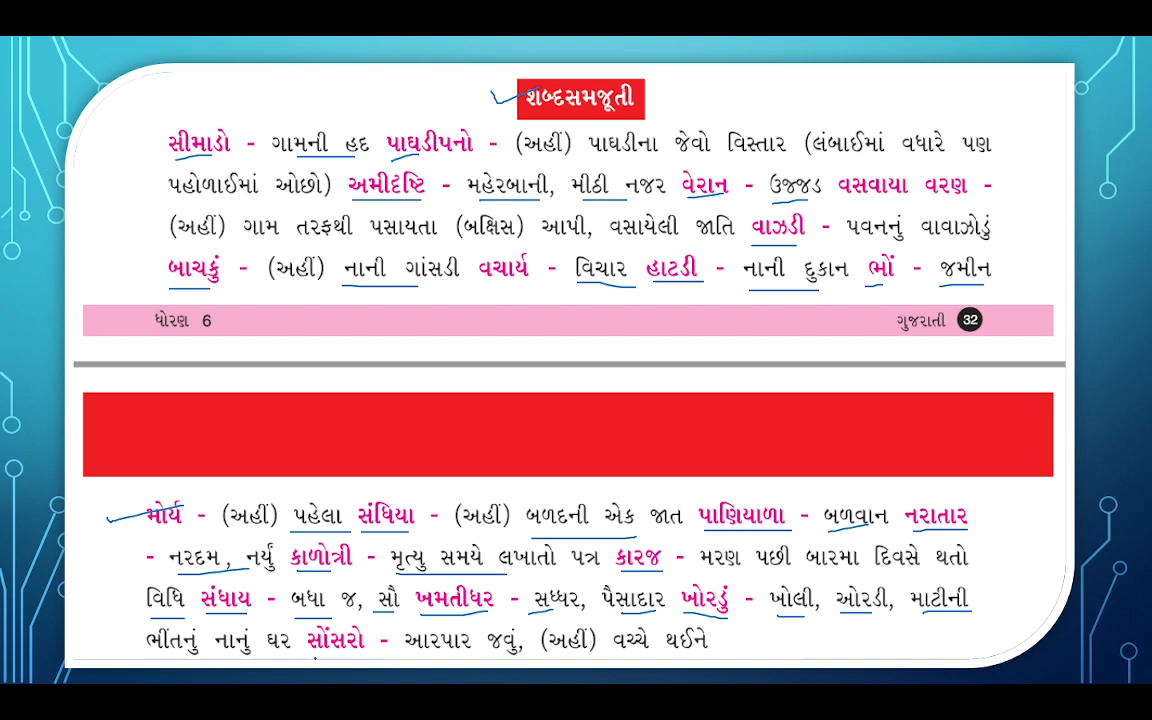 શબ્દસમજૂતી
સીમાડો - ગામની હદ પાઘડીપનો - (અહીં) પાઘડીના જેવો વિસ્તાર (લંબાઈમાં વધારે પણ
પહોળાઈમાં ઓછો) અમીદૃષ્ટિ - મહેરબાની, મીઠી નજર વેરાન - ઉજ્જડ વસવાયા વરણ -
(અહીં) ગામ તરફથી પસાયતા (બક્ષિસ) આપી, વસાયેલી જાતિ વાઝડી - પવનનું વાવાઝોડું
બાચકું - (અહીં) નાની ગાંસડી વચાર્ય - વિચાર હાટડી - નાની દુકાન ભોં - જમીન
ધોરણ 6
ગુજરાતી 32
મોર્ય - (અહીં) પહેલા સંધિયા - (અહીં) બળદની એક જાત પાણિયાળા - બળવાન નરાતાર
- નરદમ, નર્યું કાળોત્રી - મૃત્યુ સમયે લખાતો પત્ર કારજ - મરણ પછી બારમા દિવસે થતો
વિધિ સંધાય - બધા જ, સૌ ખમતીધર - સધ્ધર, પૈસાદાર ખોરડું - ખોલી, ઓરડી, માટીની
ભીંતનું નાનું ઘર સોંસરો - આરપાર જવું, (અહીં) વચ્ચે થઈને